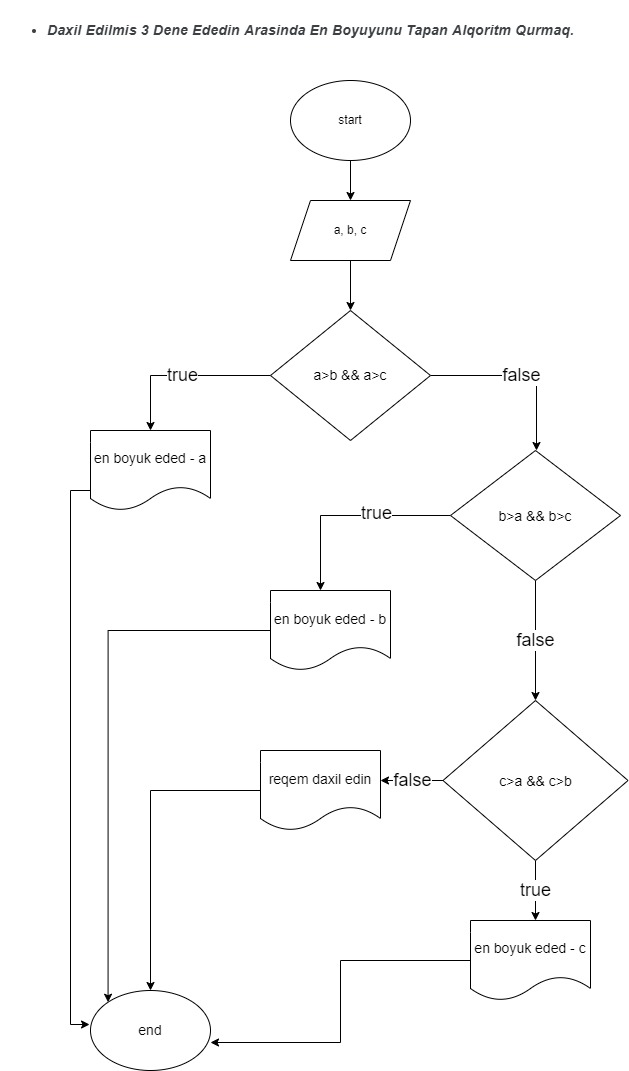 Daxil Edilmis 3 Dene Ededin Arasinda En Boyuyunu Tapan Alqoritm Qurmaq.
start
a, b, c
a>b && a>c
true
false
en boyuk eded - a
b>a && b>c
true
en boyuk eded - b
false
c>a && c>b
false
reqem daxil edin
true
en boyuk eded - c
end